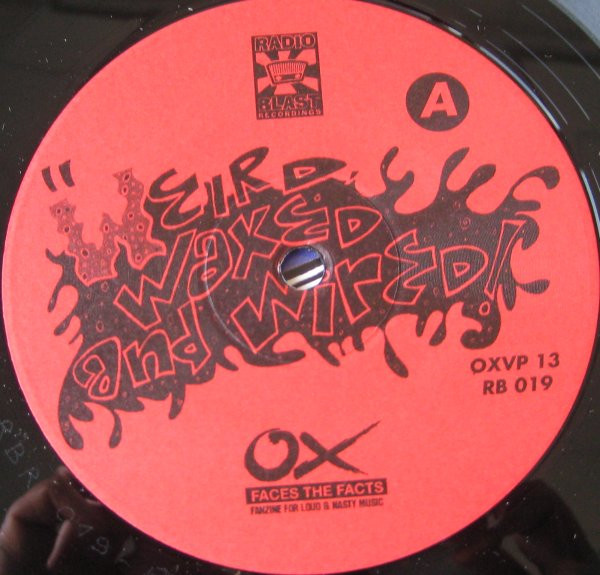 RADIO
BLAST
RECORDINGS
A
"WEIRD,
WAXED
and WIRED!
OXVP 13
RB 019
OX
FACES THE FACTS
FANZINE FOR LOUD & NASTY MUSIC